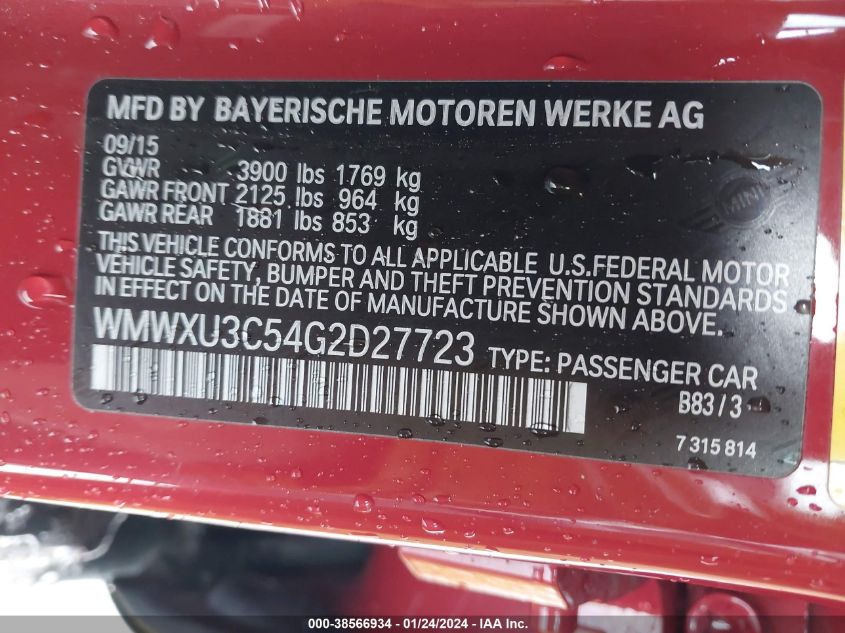 MFD BY BAYERISCHE MOTOREN WERKE AG
09/15
GVWR 3900 lbs 1769 kg
GAWR FRONT 2125 lbs 964 kg
GAWR REAR 1881 lbs 853 kg
MINI
THIS VEHICLE CONFORMS TO ALL APPLICABLE U.S.FEDERAL MOTOR
VEHICLE SAFETY, BUMPER AND THEFT PREVENTION STANDARDS
IN EFFECT ON THE DATE OF MANUFACTURE SHOWN ABOVE.
WMWXU3C54G2D27723 TYPE: PASSENGER CAR
B83/3
7 315 814
000-38566934 - 01/24/2024 - IAA Inc.